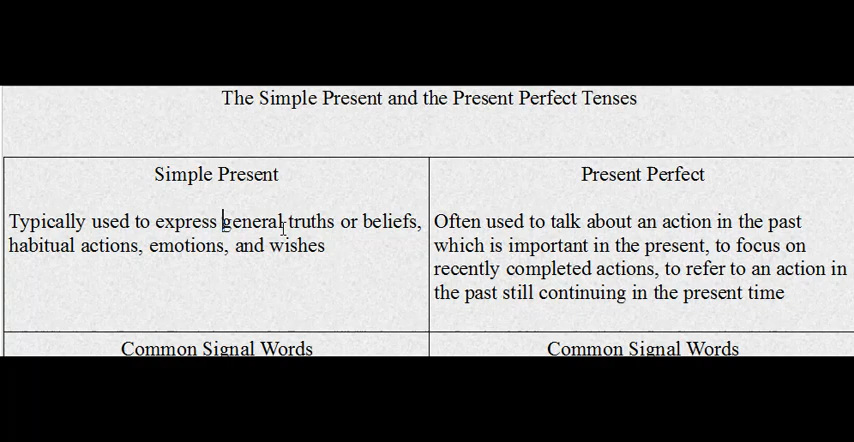 The Simple Present and the Present Perfect Tenses
Simple Present
Typically used to express general truths or beliefs,
habitual actions, emotions, and wishes
Present Perfect
Often used to talk about an action in the past
which is important in the present, to focus on
recently completed actions, to refer to an action in
the past still continuing in the present time
Common Signal Words
Common Signal Words